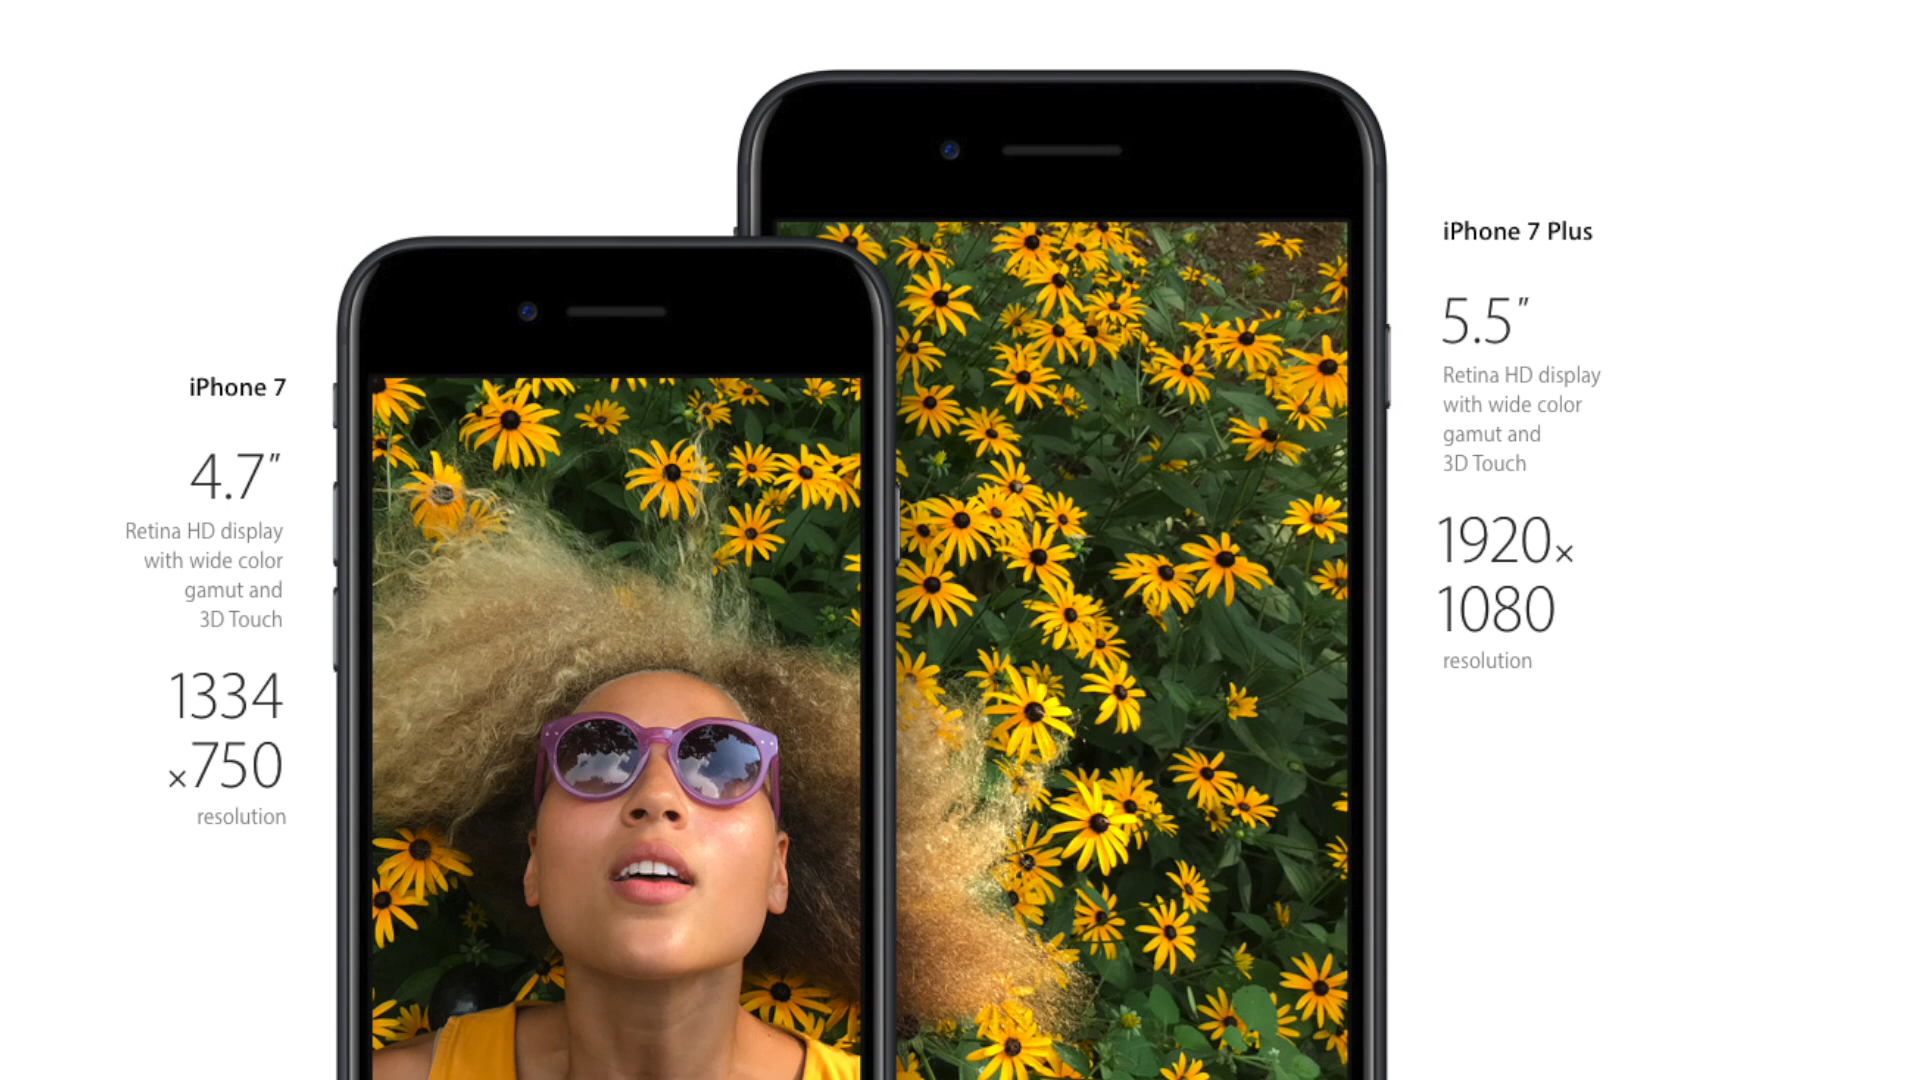 iPhone 7
4.7″
Retina HD display
with wide color
gamut and
3D Touch
1334
×750
resolution
iPhone 7 Plus
5.5″
Retina HD display
with wide color
gamut and
3D Touch
1920×
1080
resolution